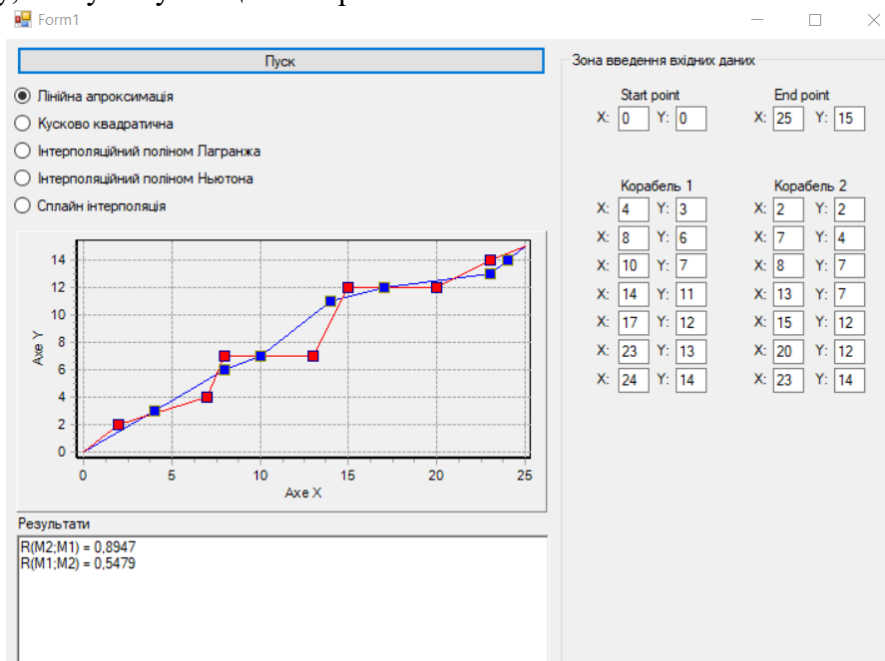 Form1
Пуск
Лінійна апроксимація
Кусково квадратична
Інтерполяційний поліном Лагранжа
Інтерполяційний поліном Ньютона
Сплайн інтерполяція
14
12
10
8
6
4
2
0
Axe Y
0 5 10 15 20 25
Axe X
Результати
R(M2;M1) = 0,8947
R(M1;M2) = 0,5479
Зона введення вхідних даних
Start point End point
X: 0 Y: 0 X: 25 Y: 15
Корабель 1 Корабель 2
X: 4 Y: 3 X: 2 Y: 2
X: 8 Y: 6 X: 7 Y: 4
X: 10 Y: 7 X: 8 Y: 7
X: 14 Y: 11 X: 13 Y: 7
X: 17 Y: 12 X: 15 Y: 12
X: 23 Y: 13 X: 20 Y: 12
X: 24 Y: 14 X: 23 Y: 14